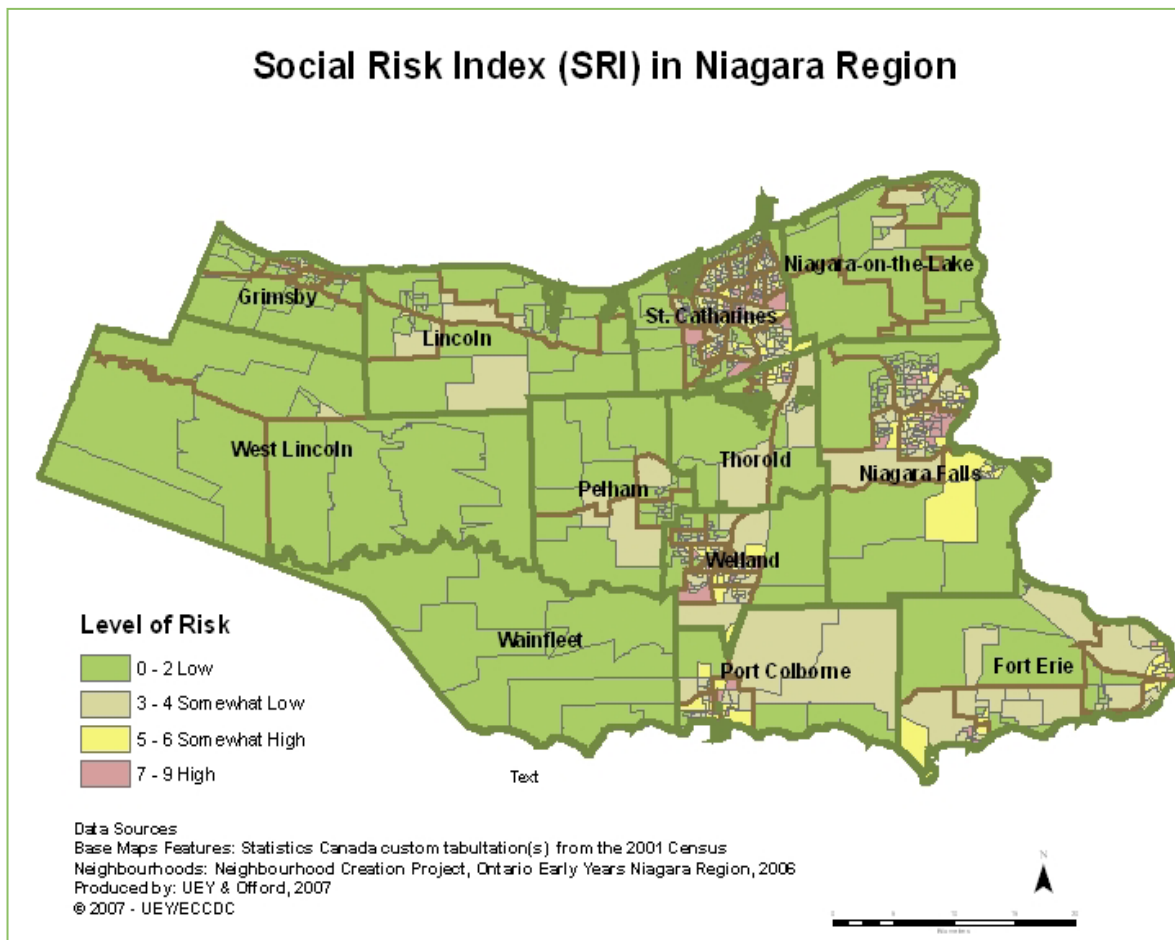 Social Risk Index (SRI) in Niagara Region
Niagara-on-the-Lake
Grimsby
St. Catharines
Lincoln
West Lincoln
Thorold
Pelham
Niagara Falls
Welland
Wainfleet
Port Colborne
Fort Erie
Level of Risk
0 - 2 Low
3 - 4 Somewhat Low
5 - 6 Somewhat High
7 - 9 High
Text
Data Sources
Base Maps Features: Statistics Canada custom tabultation(s) from the 2001 Census
Neighbourhoods: Neighbourhood Creation Project, Ontario Early Years Niagara Region, 2006
Produced by: UEY & Offord, 2007
© 2007 - UEY/ECCDC
N